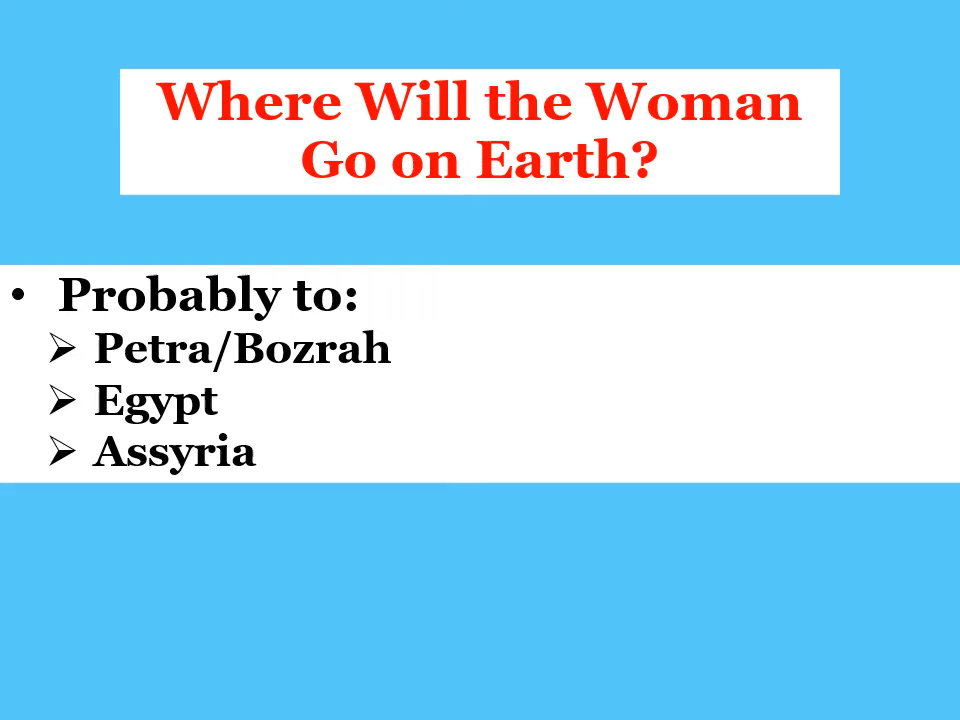 Where Will the Woman
Go on Earth?
• Probably to:
➢ Petra/Bozrah
➢ Egypt
➢ Assyria